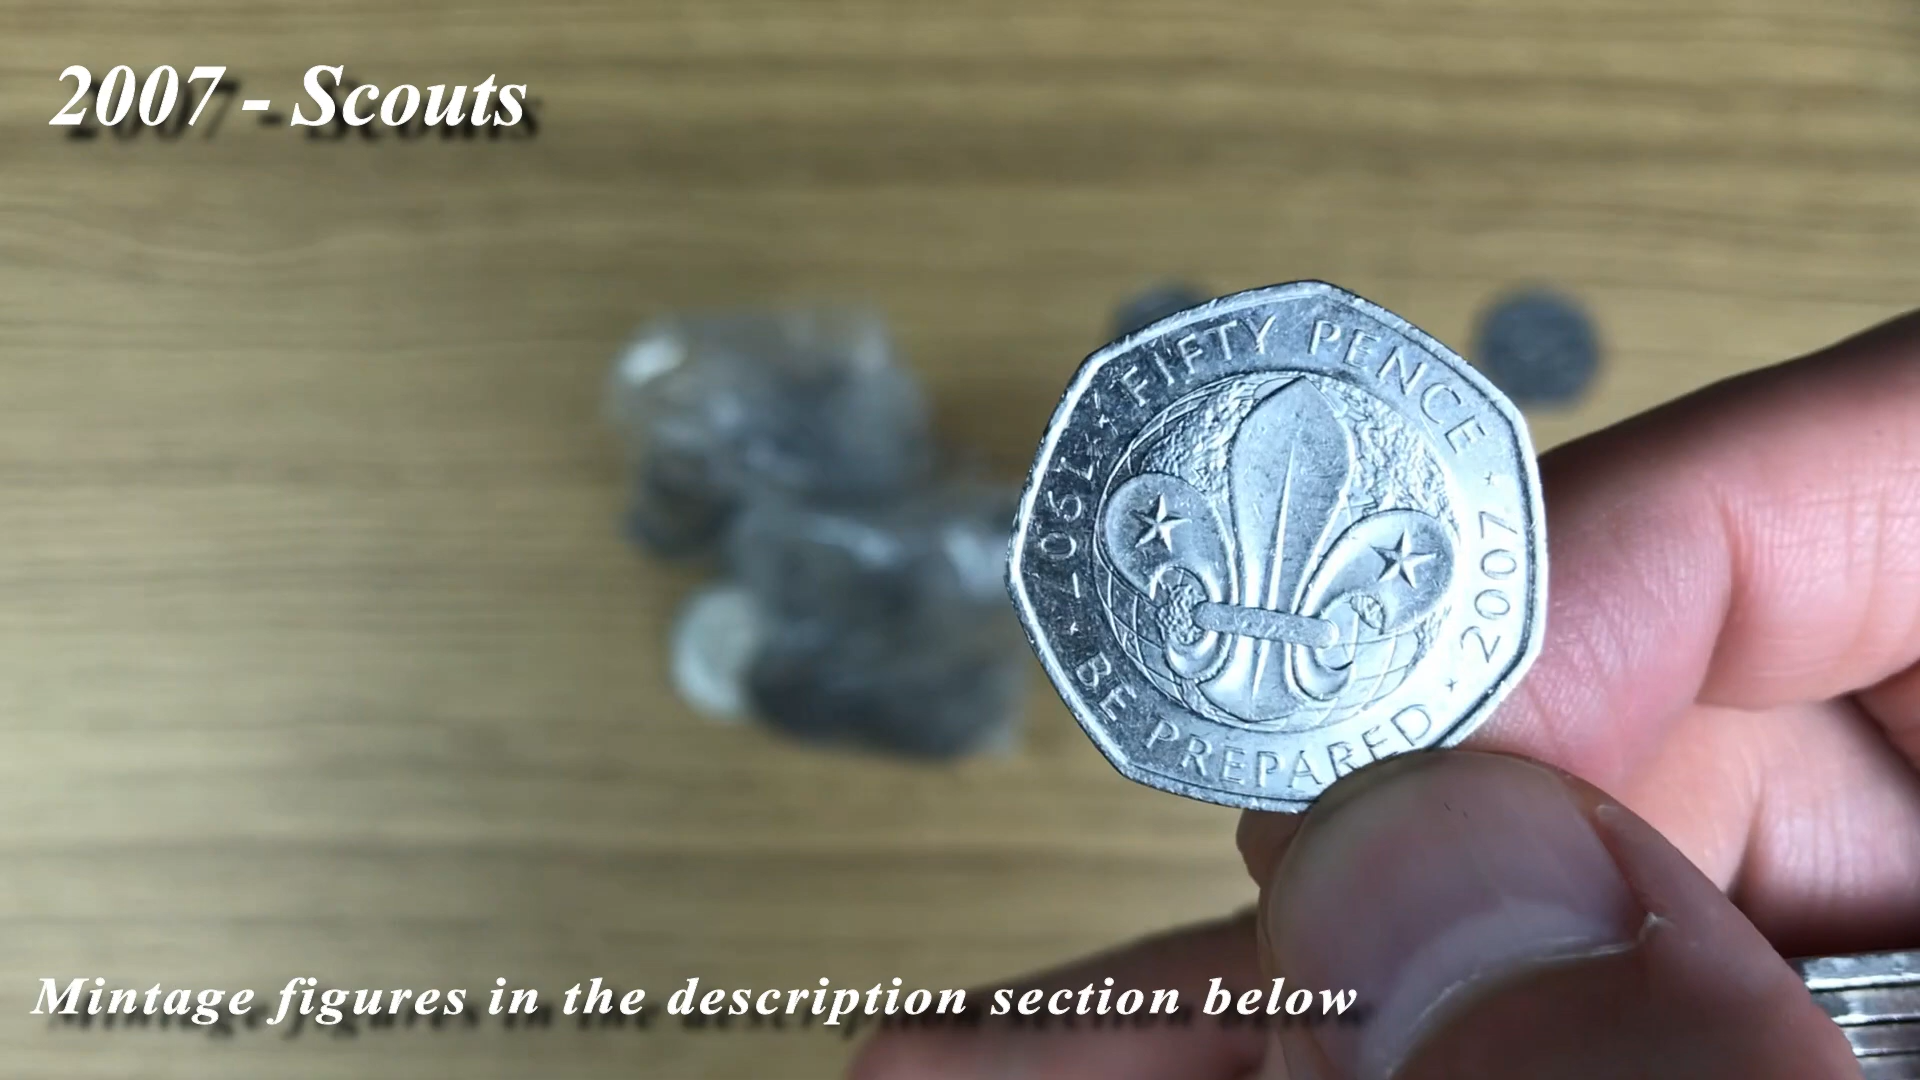 2007 - Scouts
FIFTY PENCE
1907
BE PREPARED
2007
Mintage figures in the description section below